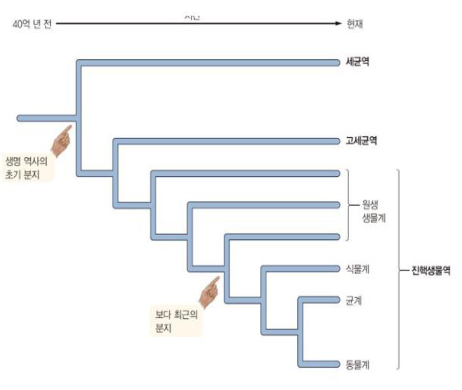 40억 년 전
현재
세균역
생명 역사의
초기 분지
고세균역
원생
생물계
식물계
진핵생물역
보다 최근의
분지
균계
동물계